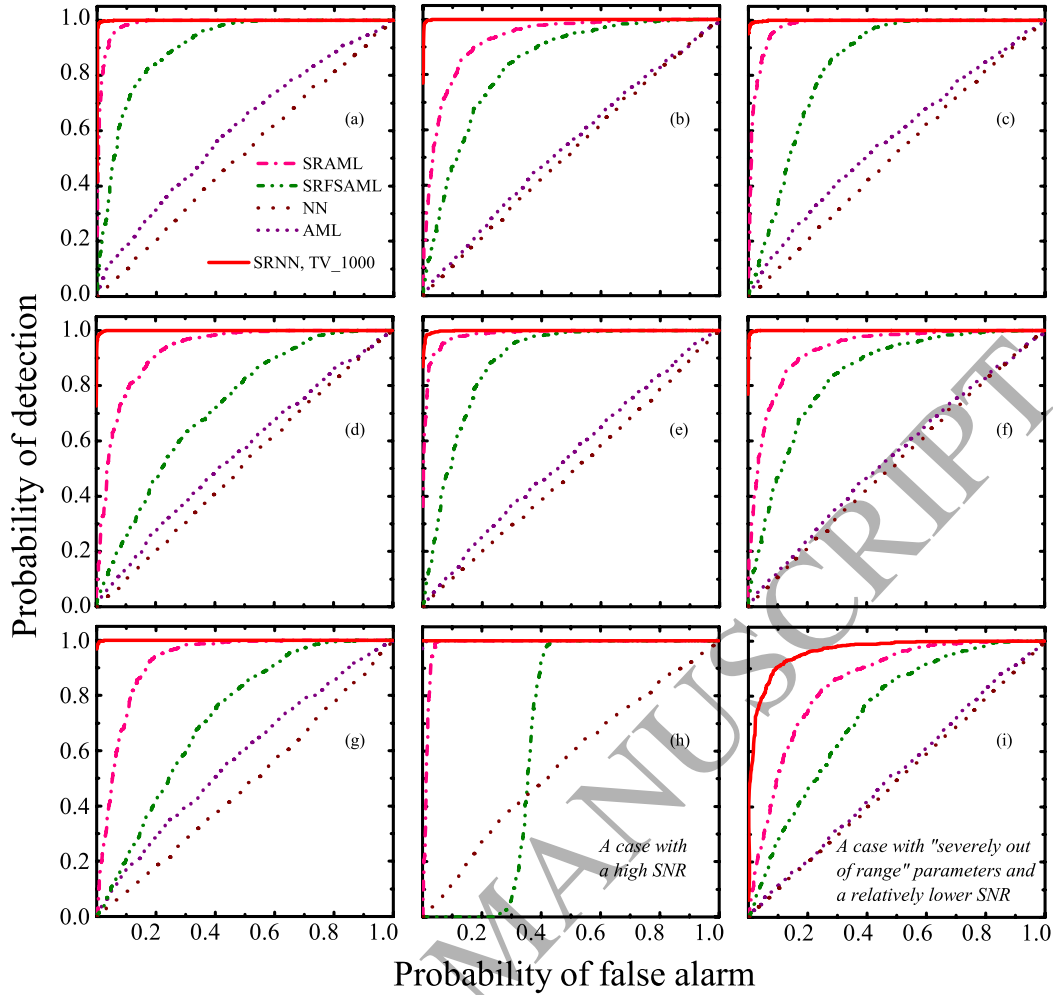 1.0
0.8
0.6
0.4
0.2
0.0
(a)
SRAML
SRFSAML
NN
AML
SRNN, TV_1000
(b)
(c)
1.0
0.8
0.6
0.4
0.2
0.0
(d)
(e)
(f)
1.0
0.8
0.6
0.4
0.2
0.0
(g)
(h)
A case with
a high SNR
(i)
A case with "severely out
of range" parameters and
a relatively lower SNR
0.2 0.4 0.6 0.8 1.0
0.2 0.4 0.6 0.8 1.0
0.2 0.4 0.6 0.8 1.0
Probability of detection
Probability of false alarm
MANUSCRIPT